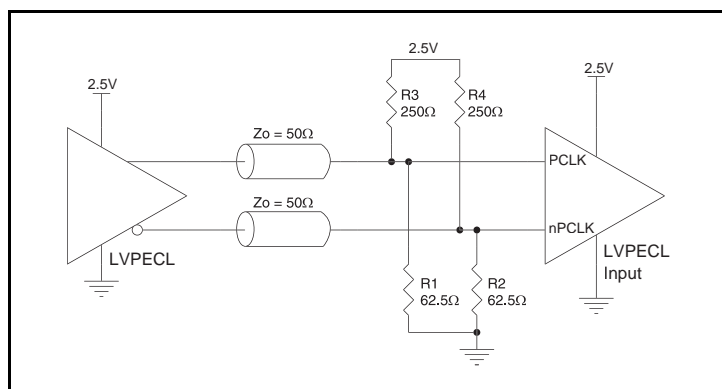 2.5V
2.5V
2.5V
R3
250Ω
R4
250Ω
Zo = 50Ω
PCLK
Zo = 50Ω
nPCLK
LVPECL
LVPECL
Input
R1
62.5Ω
R2
62.5Ω